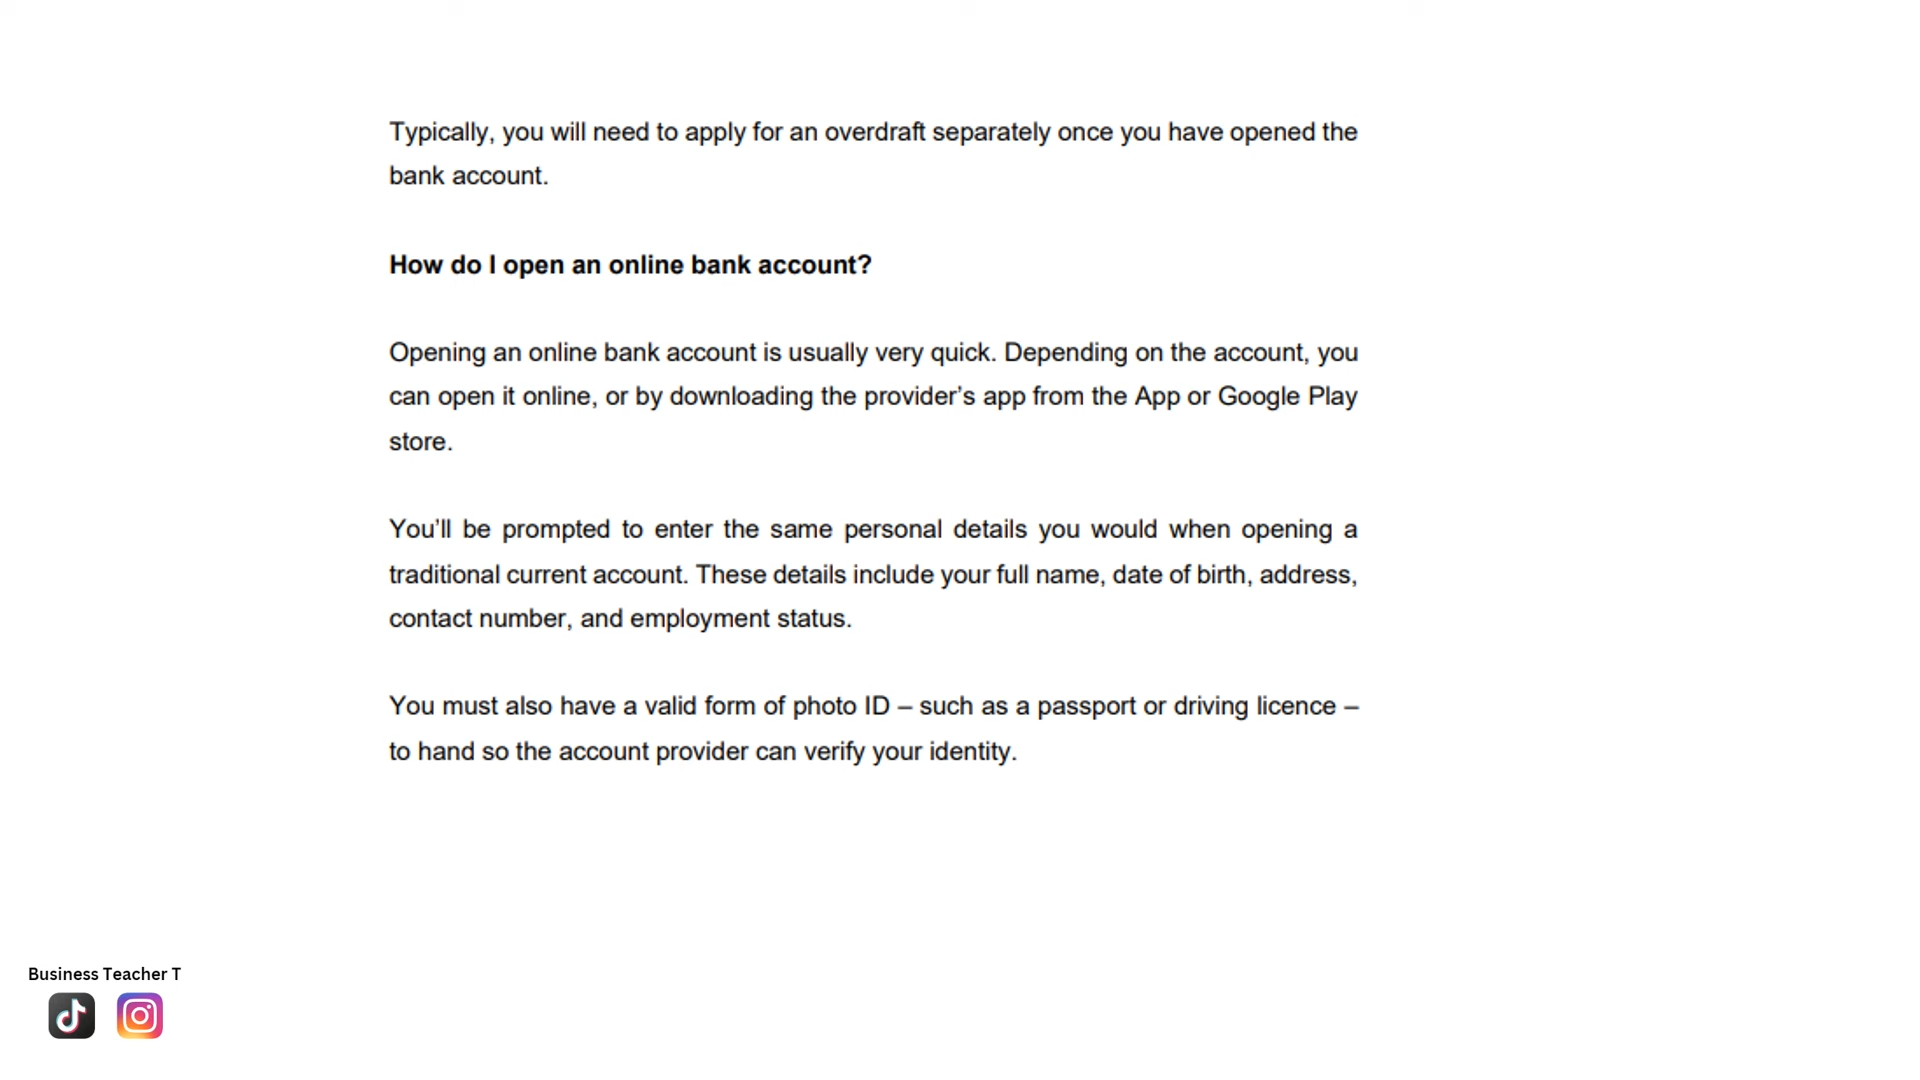 Typically, you will need to apply for an overdraft separately once you have opened the
bank account.
How do I open an online bank account?
Opening an online bank account is usually very quick. Depending on the account, you
can open it online, or by downloading the provider’s app from the App or Google Play
store.
You’ll be prompted to enter the same personal details you would when opening a
traditional current account. These details include your full name, date of birth, address,
contact number, and employment status.
You must also have a valid form of photo ID – such as a passport or driving licence –
to hand so the account provider can verify your identity.
Business Teacher T